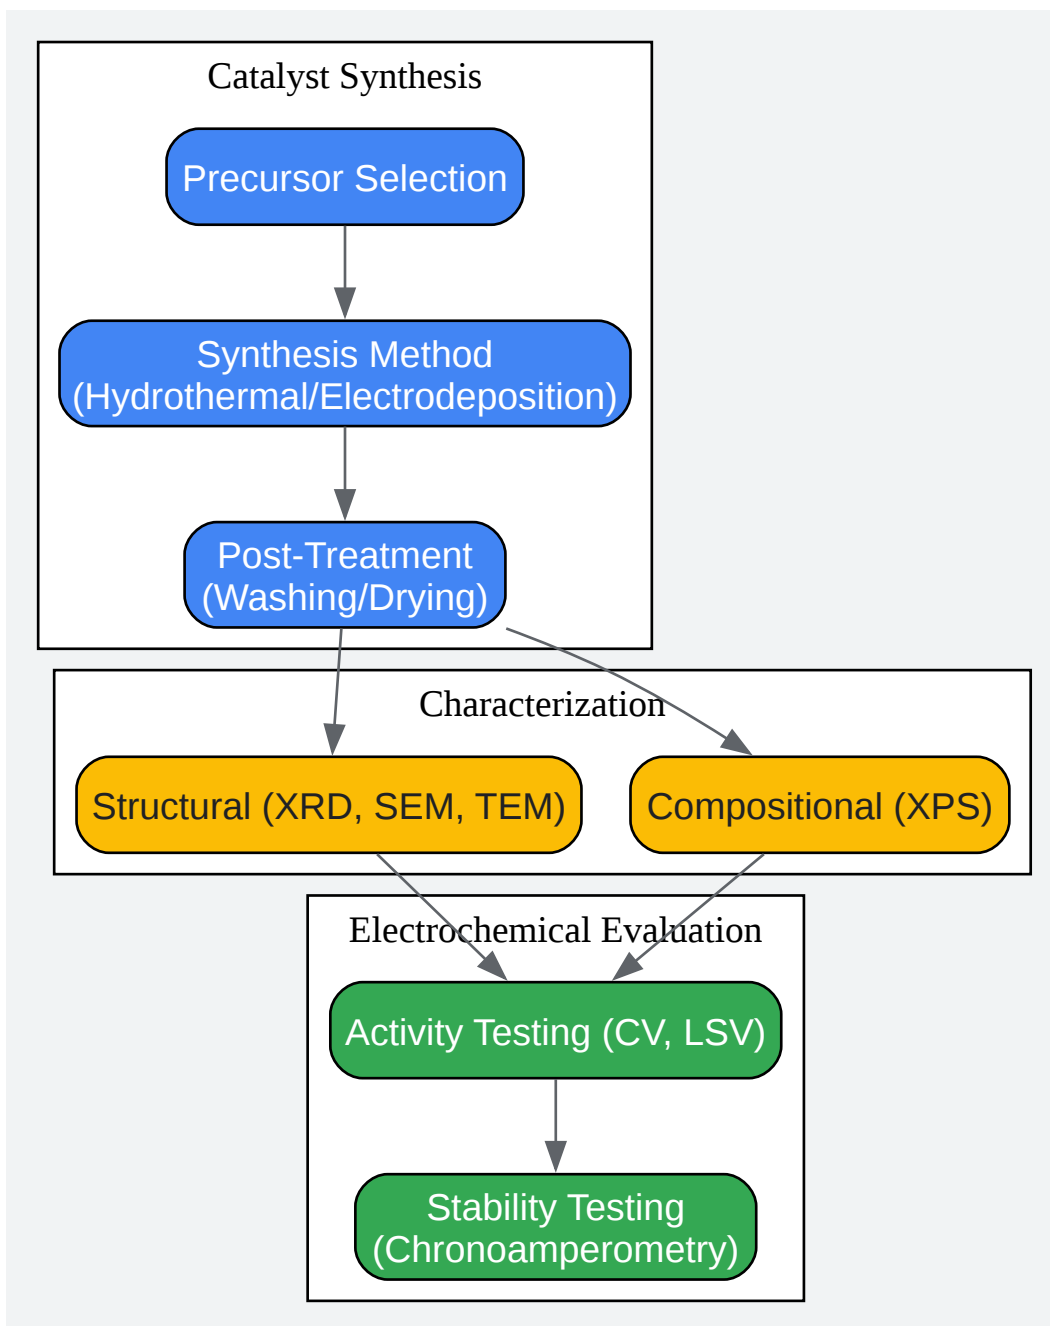 Catalyst Synthesis
Precursor Selection
Synthesis Method
(Hydrothermal/Electrodeposition)
Post-Treatment
(Washing/Drying)
Characterization
Structural (XRD, SEM, TEM)
Compositional (XPS)
Electrochemical Evaluation
Activity Testing (CV, LSV)
Stability Testing
(Chronoamperometry)